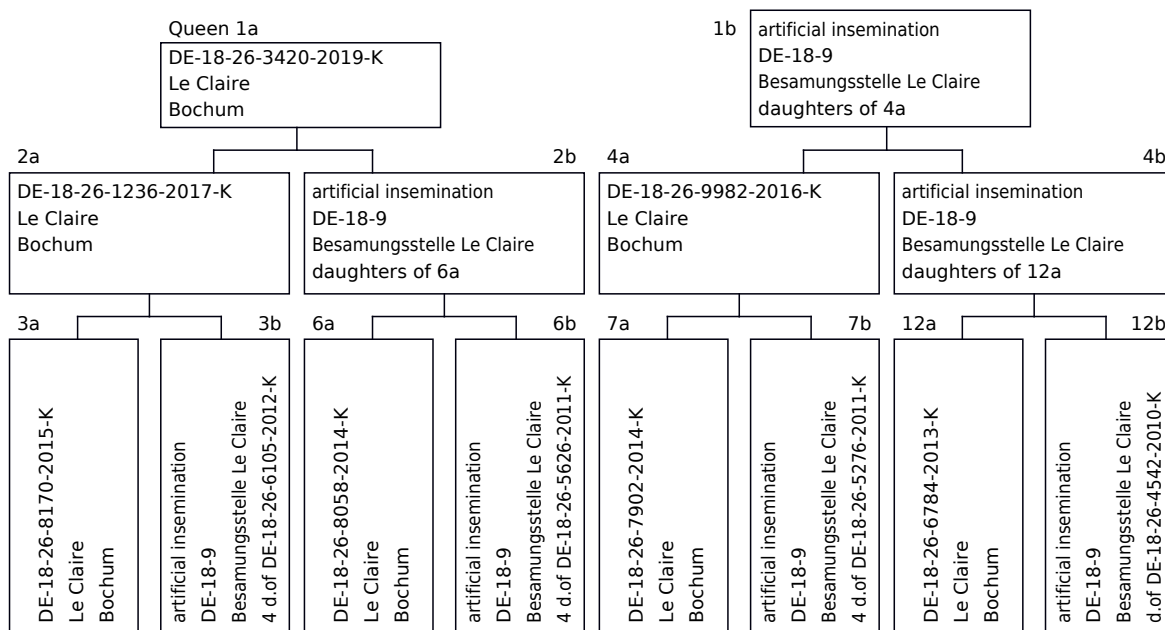 Queen 1a
DE-18-26-3420-2019-K
Le Claire
Bochum
1b
artificial insemination
DE-18-9
Besamungsstelle Le Claire
daughters of 4a
2a
DE-18-26-1236-2017-K
Le Claire
Bochum
2b
artificial insemination
DE-18-9
Besamungsstelle Le Claire
daughters of 6a
4a
DE-18-26-9982-2016-K
Le Claire
Bochum
4b
artificial insemination
DE-18-9
Besamungsstelle Le Claire
daughters of 12a
3a
DE-18-26-8170-2015-K
Le Claire
Bochum
3b
artificial insemination
DE-18-9
Besamungsstelle Le Claire
4 d.of DE-18-26-6105-2012-K
6a
DE-18-26-8058-2014-K
Le Claire
Bochum
6b
artificial insemination
DE-18-9
Besamungsstelle Le Claire
4 d.of DE-18-26-5626-2011-K
7a
DE-18-26-7902-2014-K
Le Claire
Bochum
7b
artificial insemination
DE-18-9
Besamungsstelle Le Claire
4 d.of DE-18-26-5276-2011-K
12a
DE-18-26-6784-2013-K
Le Claire
Bochum
12b
artificial insemination
DE-18-9
Besamungsstelle Le Claire
d.of DE-18-26-4542-2010-K